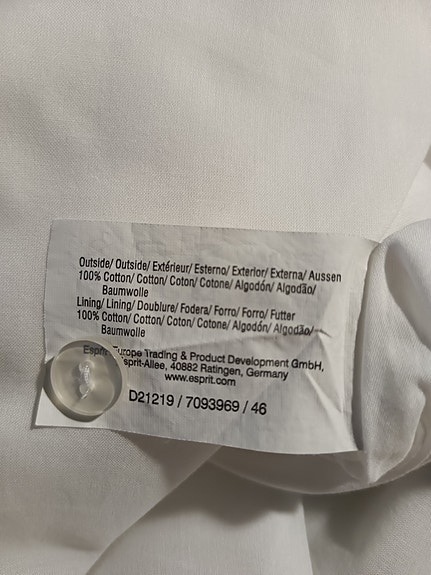 Outside/ Outside/ Extérieur/ Esterno/ Exterior/ Externa/ Aussen
100% Cotton/ Cotton/ Coton/ Cotone/ Algodón/ Algodão/
Baumwolle
Lining/ Lining/ Doublure/ Fodera/ Forro/ Forro/ Futter
100% Cotton/ Cotton/ Coton/ Cotone/ Algodón/ Algodão/
Baumwolle
Esprit Europe Trading & Product Development GmbH,
Esprit-Allee, 40882 Ratingen, Germany
www.esprit.com
D21219 / 7093969 / 46